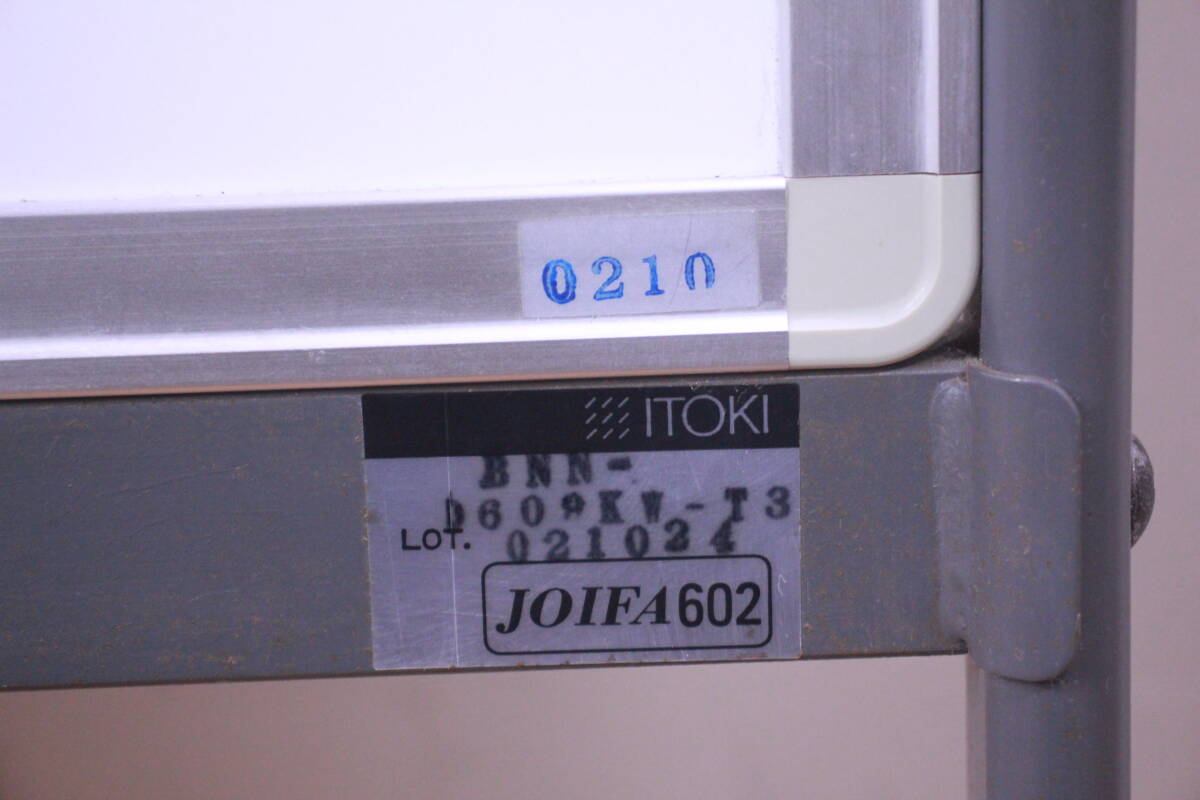 0210
ITOKI
BNN-
D609KW-T3
LOT. 021024
JOIFA602